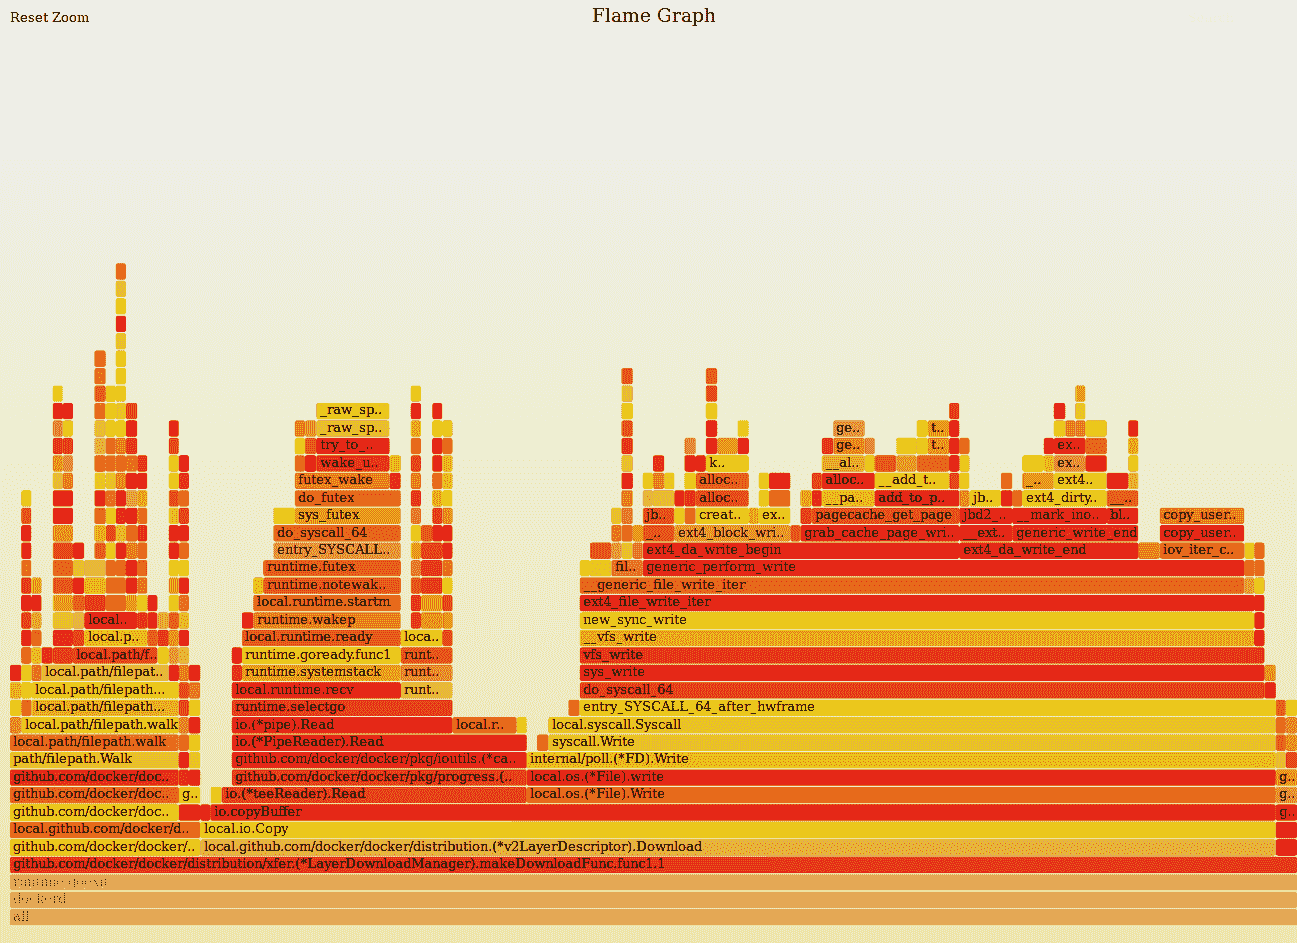 Reset Zoom
Flame Graph
_raw_sp..
_raw_sp.. ge.. t..
try_to_.. ge.. t.. ex..
wake_u.. k.. __al.. ex..
futex_wake alloc.. alloc.. __add_t.. _.. ext4..
do_futex alloc.. __pa.. add_to_p.. jb.. ext4_dirty.. __..
sys_futex jb.. creat.. ex.. pagecache_get_page jbd2_.. __mark_ino.. bl.. copy_user..
do_syscall_64 _.. ext4_block_wri.. grab_cache_page_wri.. __ext.. generic_write_end copy_user..
entry_SYSCALL.. ext4_da_write_begin ext4_da_write_end iov_iter_c..
runtime.futex fil.. generic_perform_write
runtime.notewak.. __generic_file_write_iter
local.runtime.startm ext4_file_write_iter
local.. runtime.wakep new_sync_write
local.p.. local.runtime.ready loca.. __vfs_write
local.path/f.. runtime.goready.func1 runt.. vfs_write
local.path/filepat.. runtime.systemstack runt.. sys_write
local.path/filepath... local.runtime.recv runt.. do_syscall_64
local.path/filepath... runtime.selectgo entry_SYSCALL_64_after_hwframe
local.path/filepath.walk io.(*pipe).Read local.r.. local.syscall.Syscall
local.path/filepath.walk io.(*PipeReader).Read syscall.Write
path/filepath.Walk github.com/docker/docker/pkg/ioutils.(*ca.. internal/poll.(*FD).Write
github.com/docker/doc.. github.com/docker/docker/pkg/progress.(.. local.os.(*File).write g..
github.com/docker/doc.. g.. io.(*teeReader).Read local.os.(*File).Write g..
github.com/docker/doc.. io.copyBuffer g..
local.github.com/docker/d.. local.io.Copy
github.com/docker/docker/.. local.github.com/docker/docker/distribution.(*v2LayerDescriptor).Download
github.com/docker/docker/distribution/xfer.(*LayerDownloadManager).makeDownloadFunc.func1.1
dockerd
all